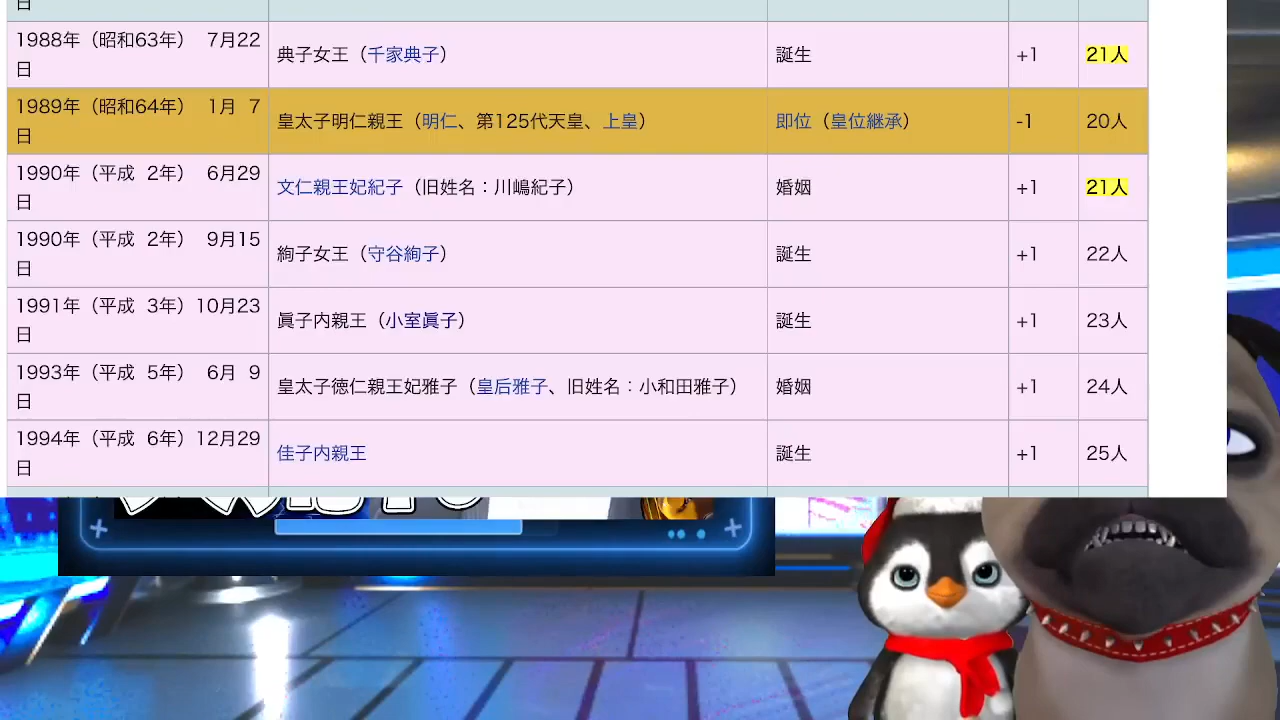 日
1988年（昭和63年） 7月22日 典子女王（千家典子） 誕生 +1 21人
1989年（昭和64年） 1月 7日 皇太子明仁親王（明仁、第125代天皇、上皇） 即位（皇位継承） -1 20人
1990年（平成 2年） 6月29日 文仁親王妃紀子（旧姓名：川嶋紀子） 婚姻 +1 21人
1990年（平成 2年） 9月15日 絢子女王（守谷絢子） 誕生 +1 22人
1991年（平成 3年）10月23日 眞子内親王（小室眞子） 誕生 +1 23人
1993年（平成 5年） 6月 9日 皇太子徳仁親王妃雅子（皇后雅子、旧姓名：小和田雅子） 婚姻 +1 24人
1994年（平成 6年）12月29日 佳子内親王 誕生 +1 25人